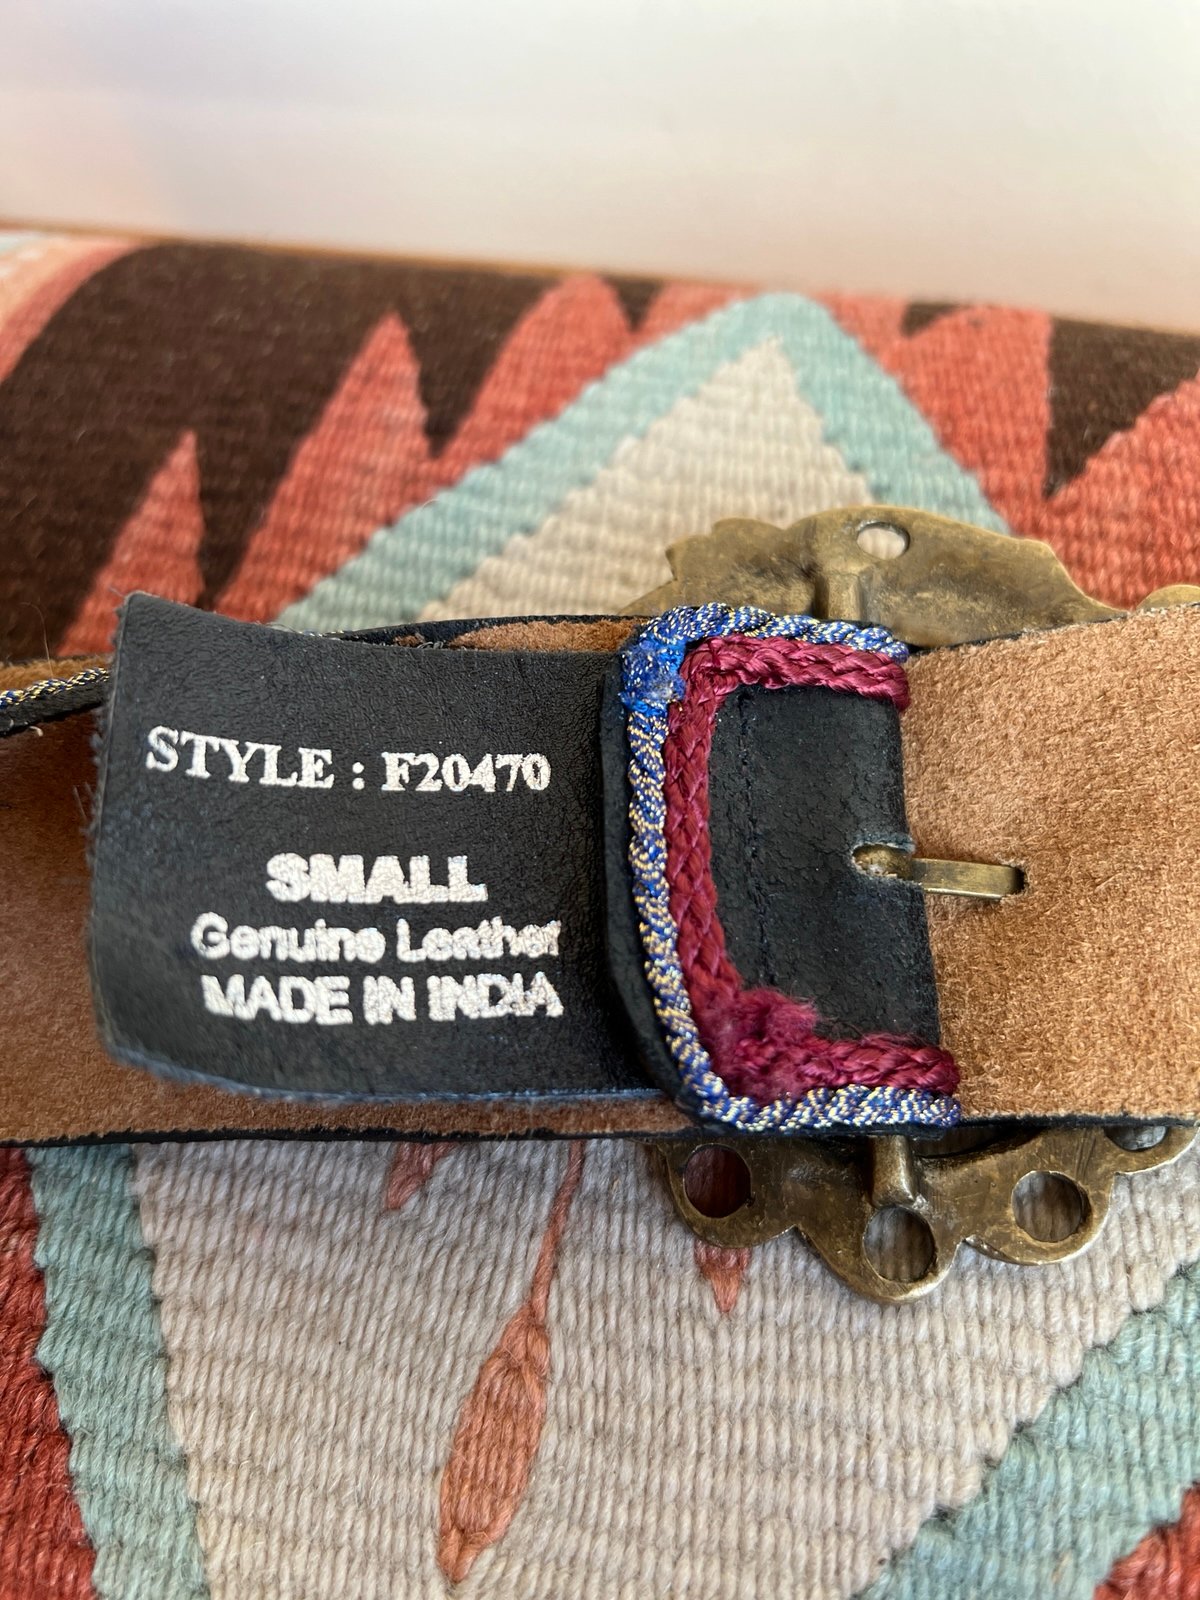 STYLE : F20470
SMALL
Genuine Leather
MADE IN INDIA